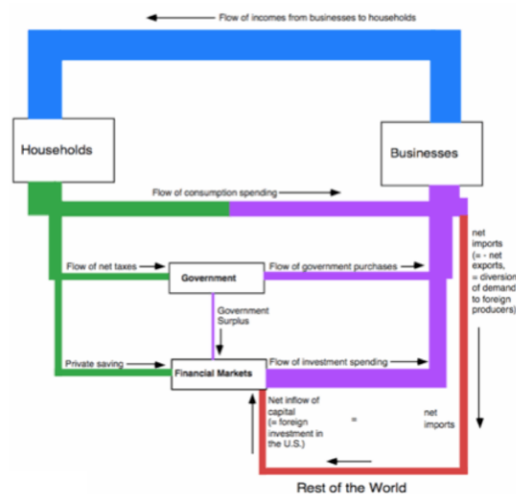 Flow of incomes from businesses to households
Households
Businesses
Flow of consumption spending
net
imports
(= - net
exports,
= diversion
of demand
to foreign
producers)
Flow of net taxes
Government
Flow of government purchases
Government
Surplus
Private saving
Financial Markets
Flow of investment spending
Net inflow of
capital
(= foreign
investment in
the U.S.)
=
net
imports
Rest of the World